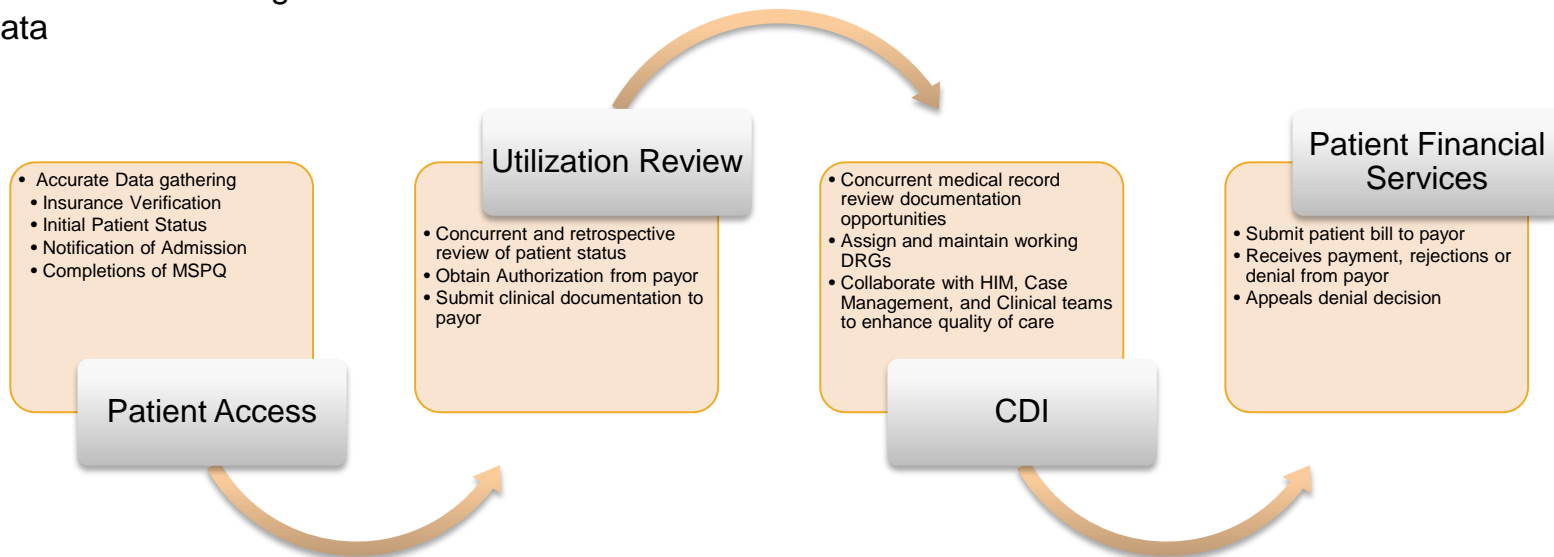 Patient Access
• Accurate Data gathering
• Insurance Verification
• Initial Patient Status
• Notification of Admission
• Completions of MSPQ
Utilization Review
• Concurrent and retrospective
review of patient status
• Obtain Authorization from payor
• Submit clinical documentation to
payor
CDI
• Concurrent medical record
review documentation
opportunities
• Assign and maintain working
DRGs
• Collaborate with HIM, Case
Management, and Clinical teams
to enhance quality of care
Patient Financial
Services
• Submit patient bill to payor
• Receives payment, rejections or
denial from payor
• Appeals denial decision